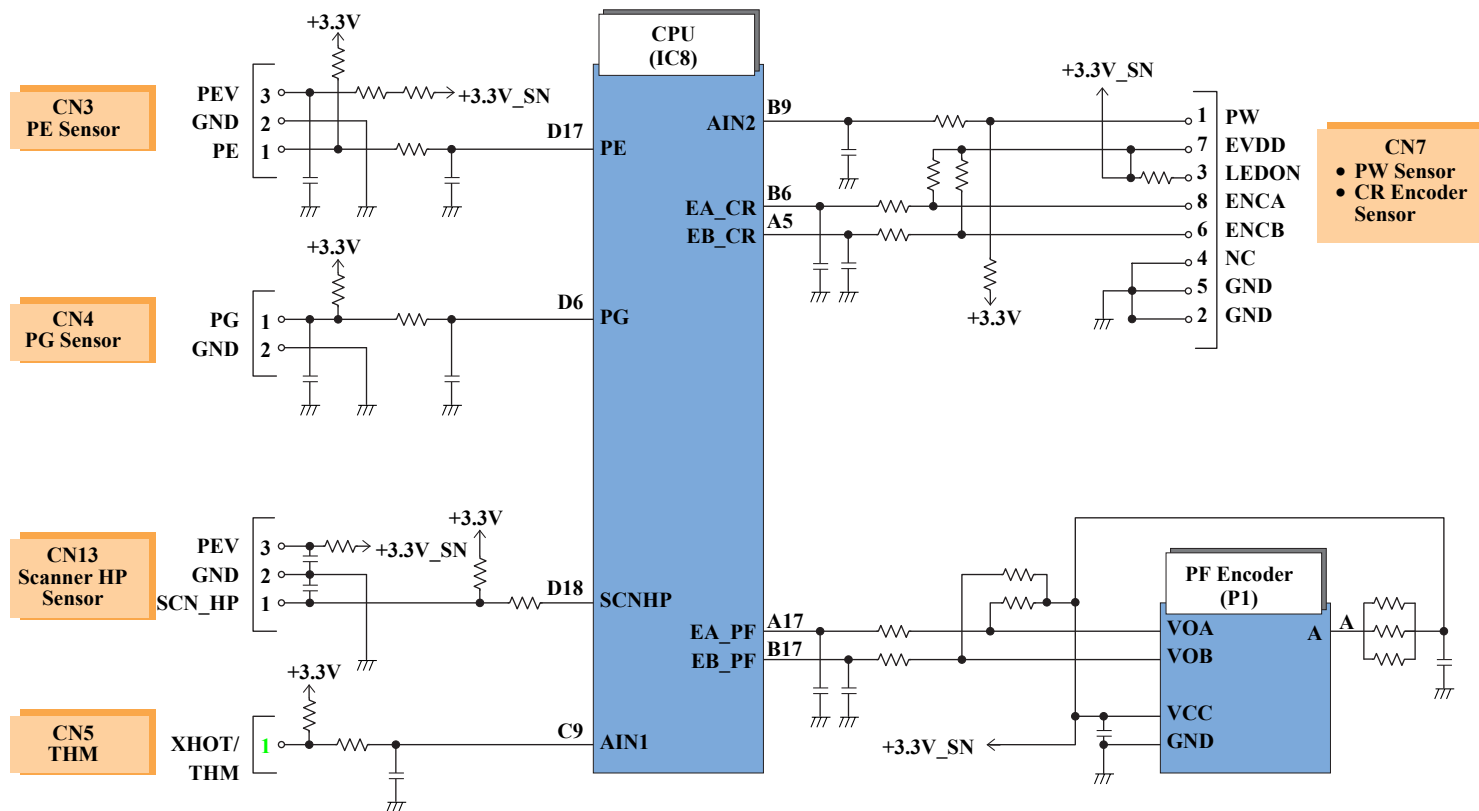 CPU
(IC8)
CN3
PE Sensor
+3.3V
PEV 3
+3.3V_SN
GND 2
PE 1
D17
PE
CN4
PG Sensor
+3.3V
PG 1
GND 2
D6
PG
CN13
Scanner HP
Sensor
PEV 3
+3.3V_SN
+3.3V
GND 2
SCN_HP 1
D18
SCNHP
CN5
THM
+3.3V
XHOT/
THM
1
C9
AIN1
AIN2
B9
EA_CR
B6
EB_CR
A5
+3.3V_SN
+3.3V
1 PW
7 EVDD
3 LEDON
8 ENCA
6 ENCB
4 NC
5 GND
2 GND
CN7
• PW Sensor
• CR Encoder
Sensor
EA_PF
A17
EB_PF
B17
+3.3V_SN
PF Encoder
(P1)
VOA
VOB
VCC
GND
A
A